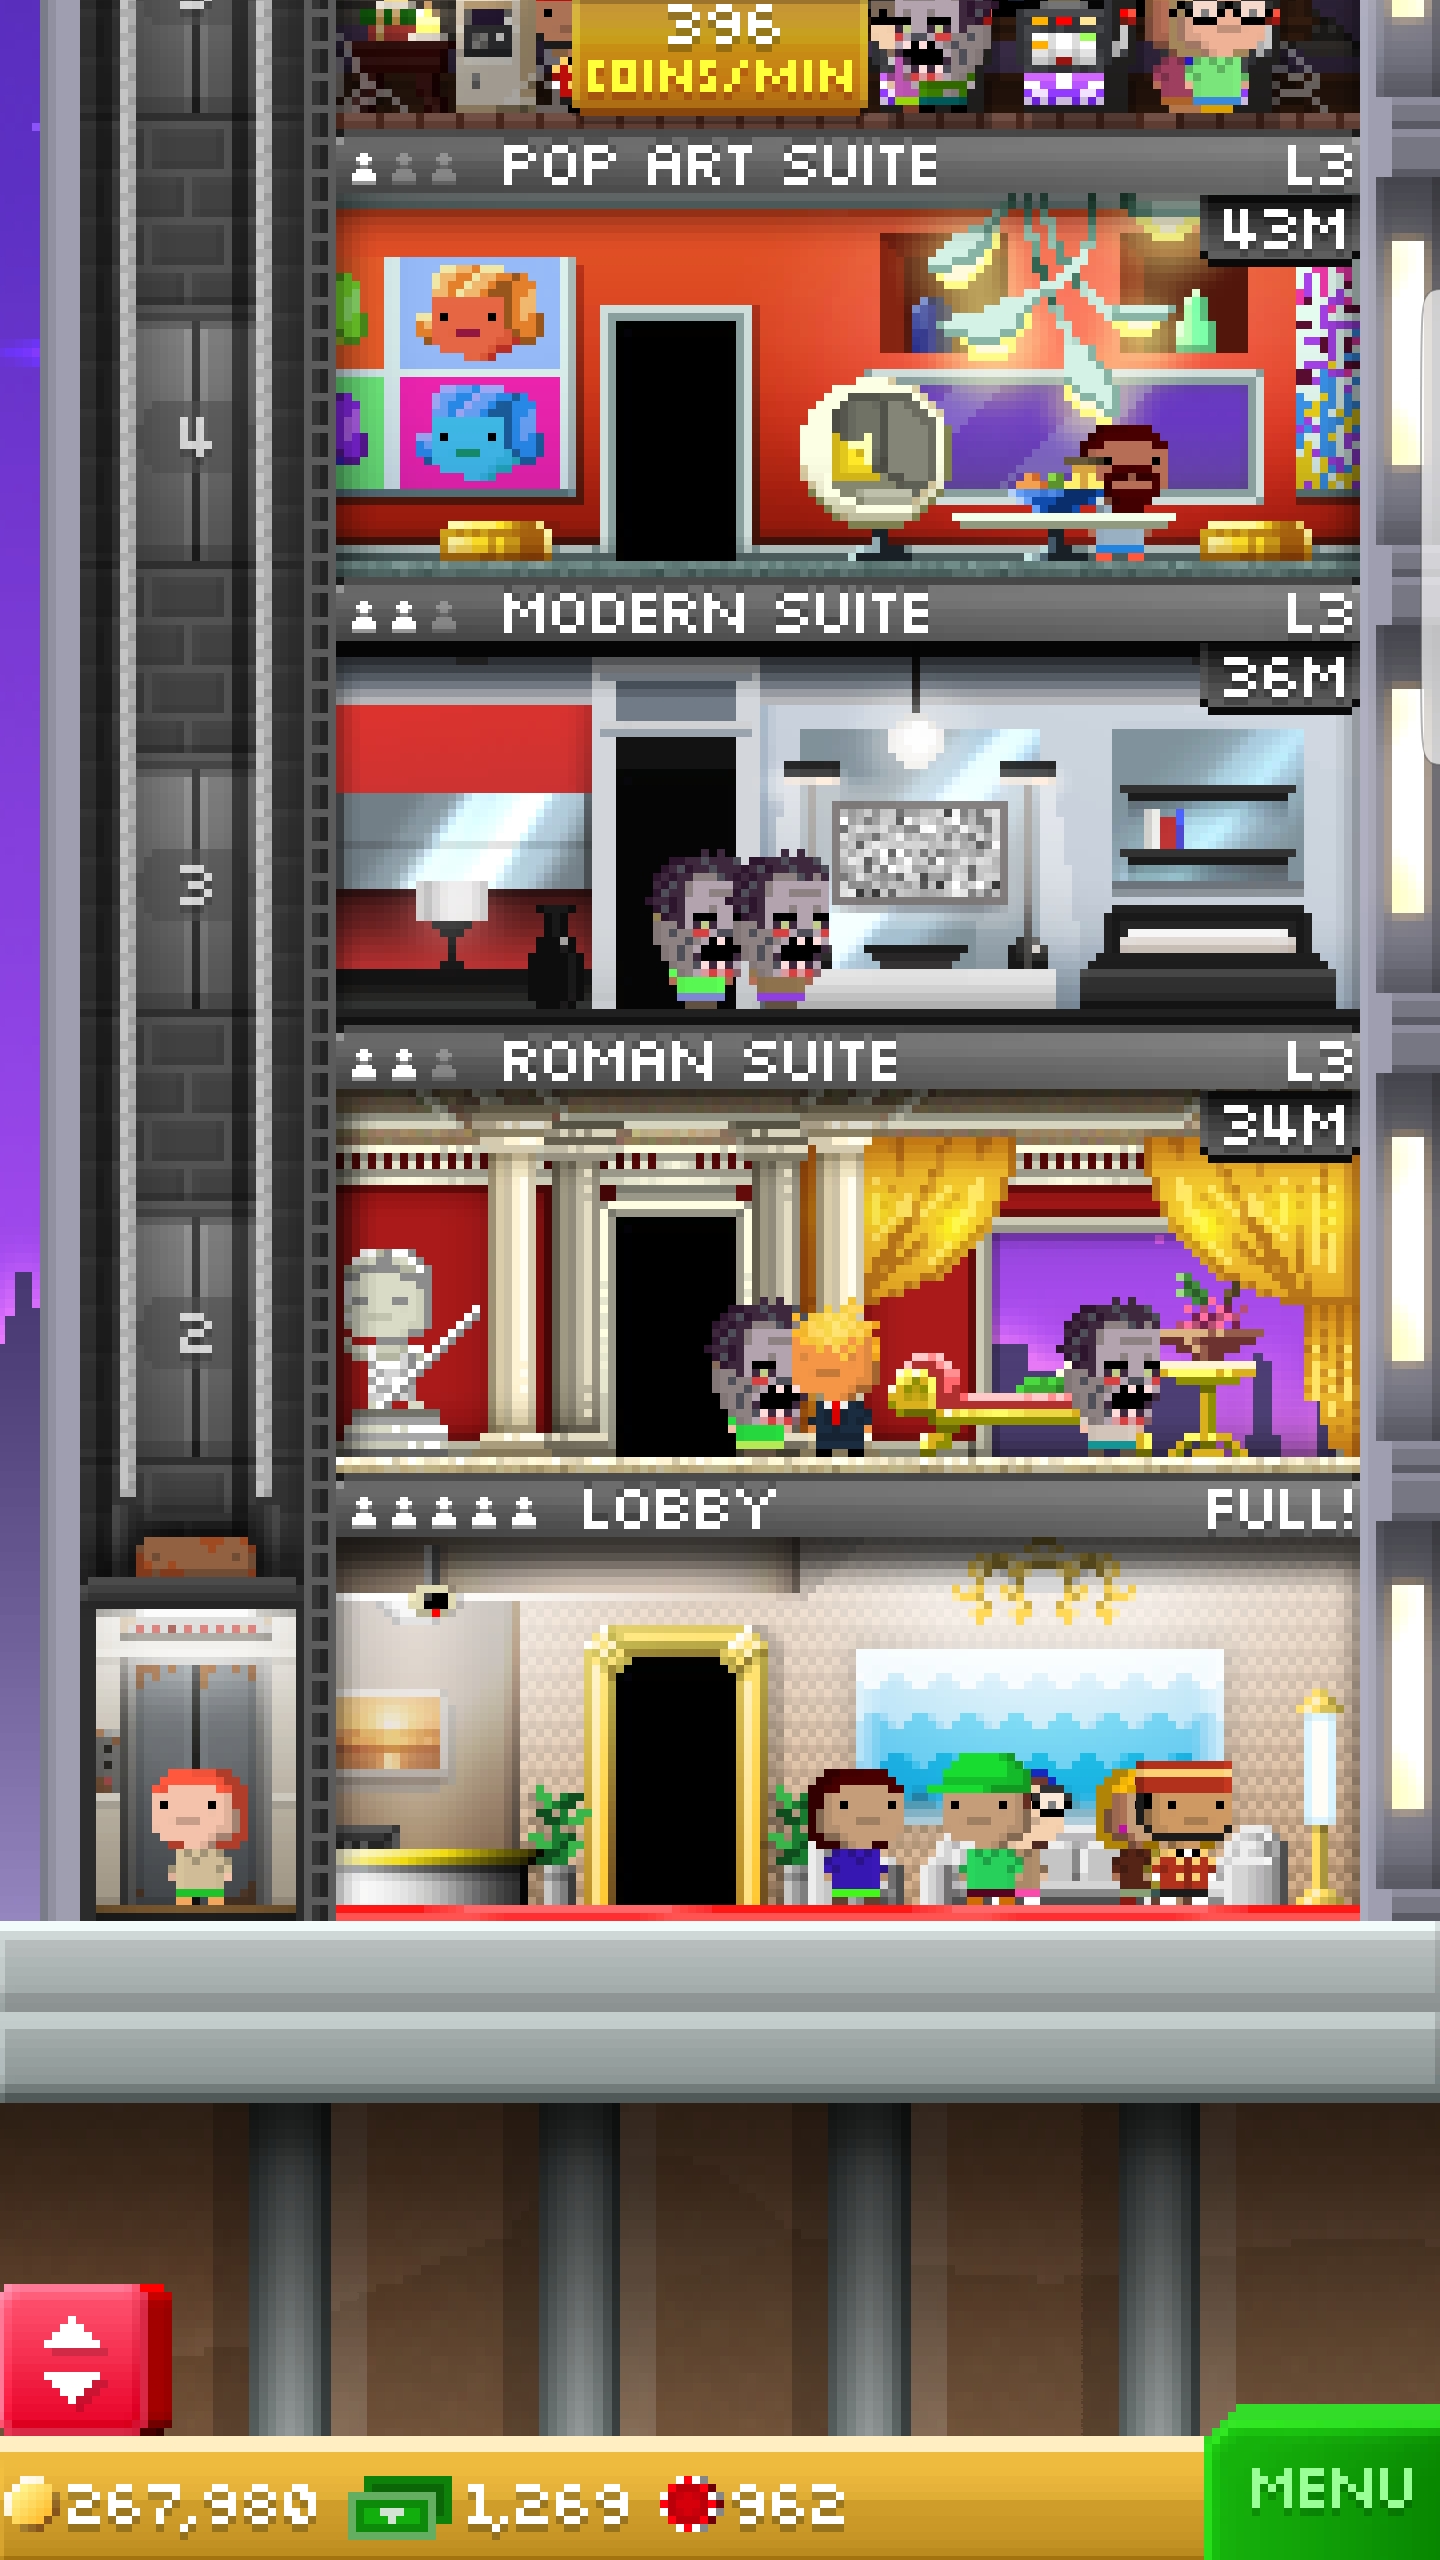 396
COINS/MIN
POP ART SUITE L3
43M
4
MODERN SUITE L3
36M
3
ROMAN SUITE L3
34M
2
LOBBY FULL!
267,980 1,269 962
MENU